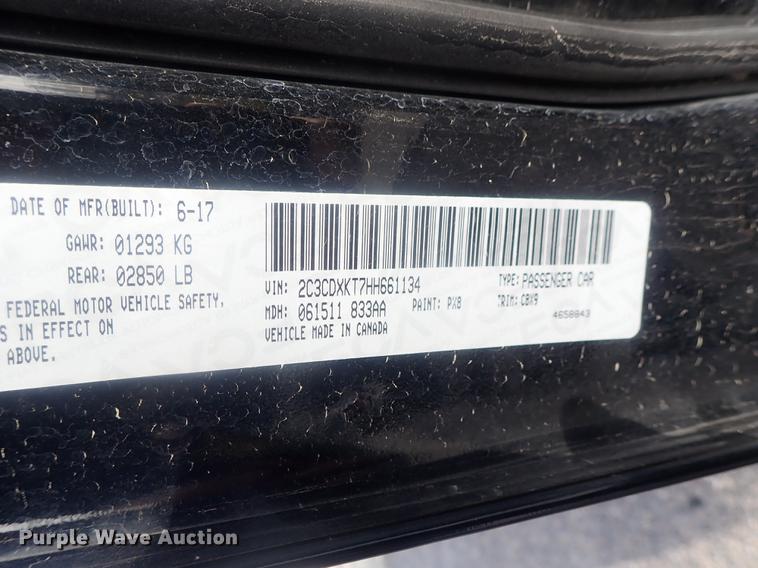 DATE OF MFR(BUILT): 6-17
GAWR: 01293 KG
REAR: 02850 LB
FEDERAL MOTOR VEHICLE SAFETY,
S IN EFFECT ON
ABOVE.
VIN: 2C3CDXKT7HH661134
TYPE: PASSENGER CAR
MDH: 061511 833AA
PAINT: PX8
TRIM: CBX9
VEHICLE MADE IN CANADA
4658843
Purple Wave Auction